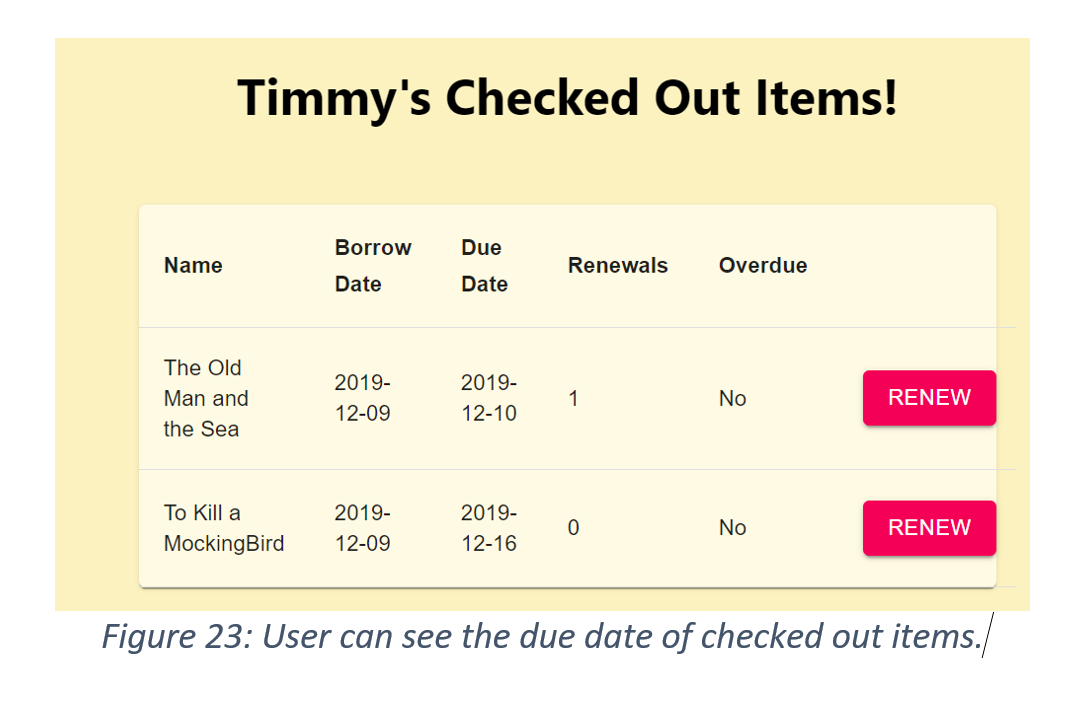 Timmy's Checked Out Items!
Name
Borrow
Date
Due
Date
Renewals
Overdue
The Old
Man and
the Sea
2019-
12-09
2019-
12-10
1
No
RENEW
To Kill a
MockingBird
2019-
12-09
2019-
12-16
0
No
RENEW
Figure 23: User can see the due date of checked out items.